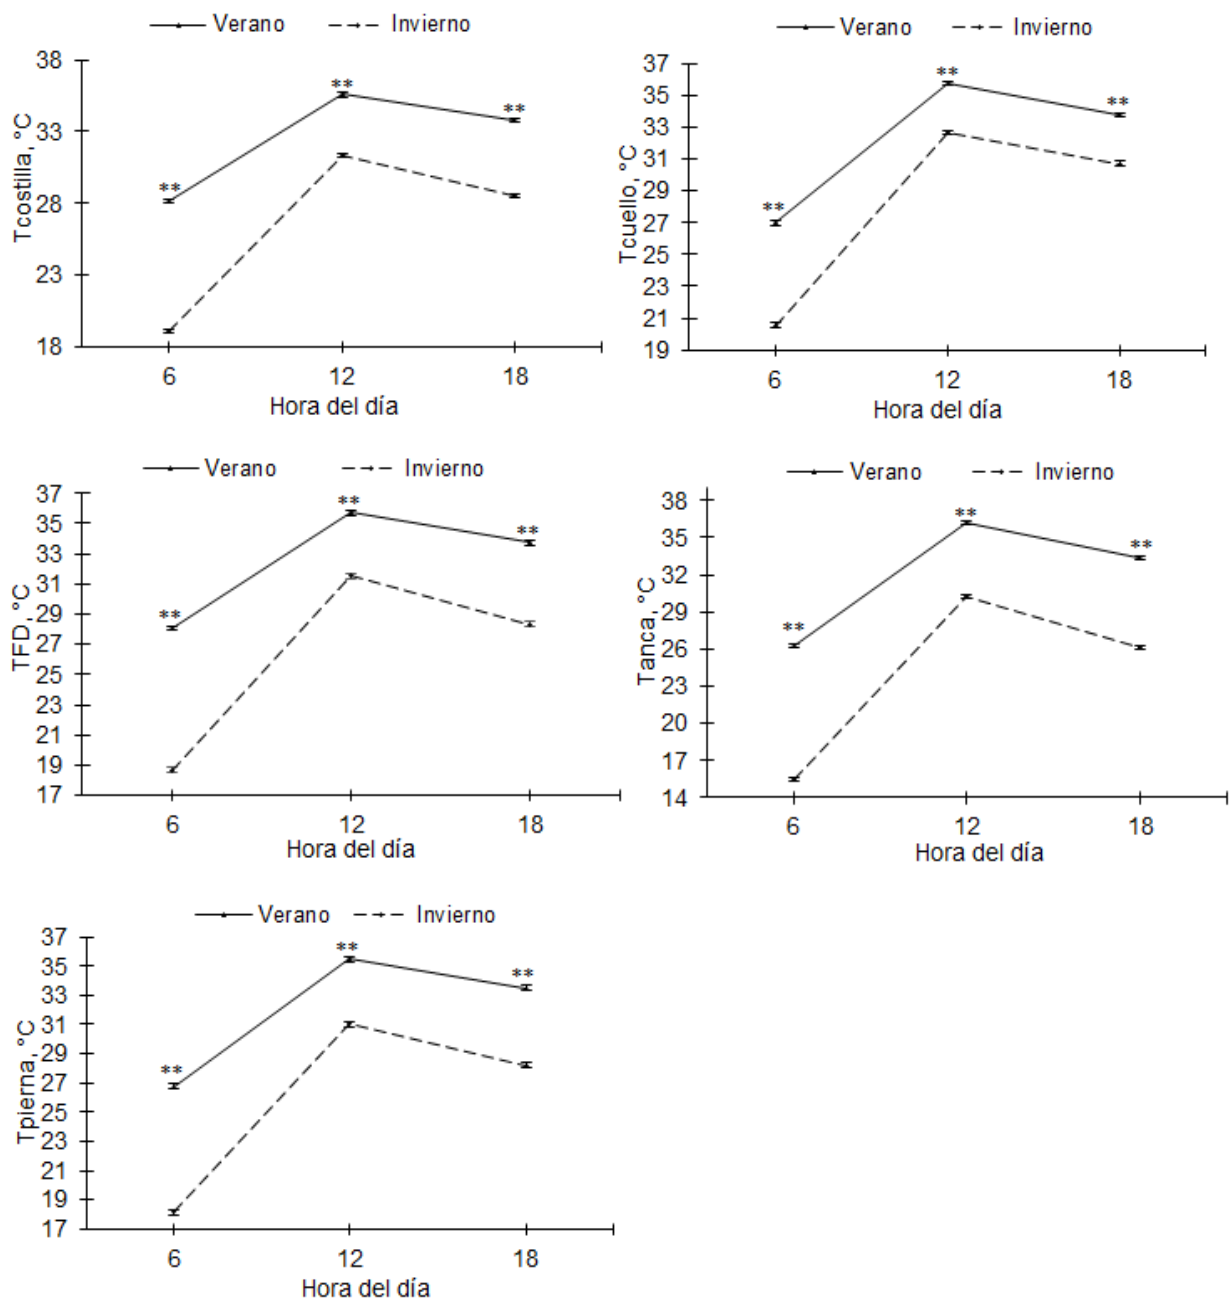 Verano Invierno
38
33
28
23
18
** ** **
6 12 18
Hora del día
Tcostilla, °C
Verano Invierno
37
35
33
31
29
27
25
23
21
19
** ** **
6 12 18
Hora del día
Tcuello, °C
Verano Invierno
37
35
33
31
29
27
25
23
21
19
17
** ** **
6 12 18
Hora del día
TFD, °C
Verano Invierno
38
35
32
29
26
23
20
17
14
** ** **
6 12 18
Hora del día
Tanca, °C
Verano Invierno
37
35
33
31
29
27
25
23
21
19
17
** ** **
6 12 18
Hora del día
Tpierna, °C